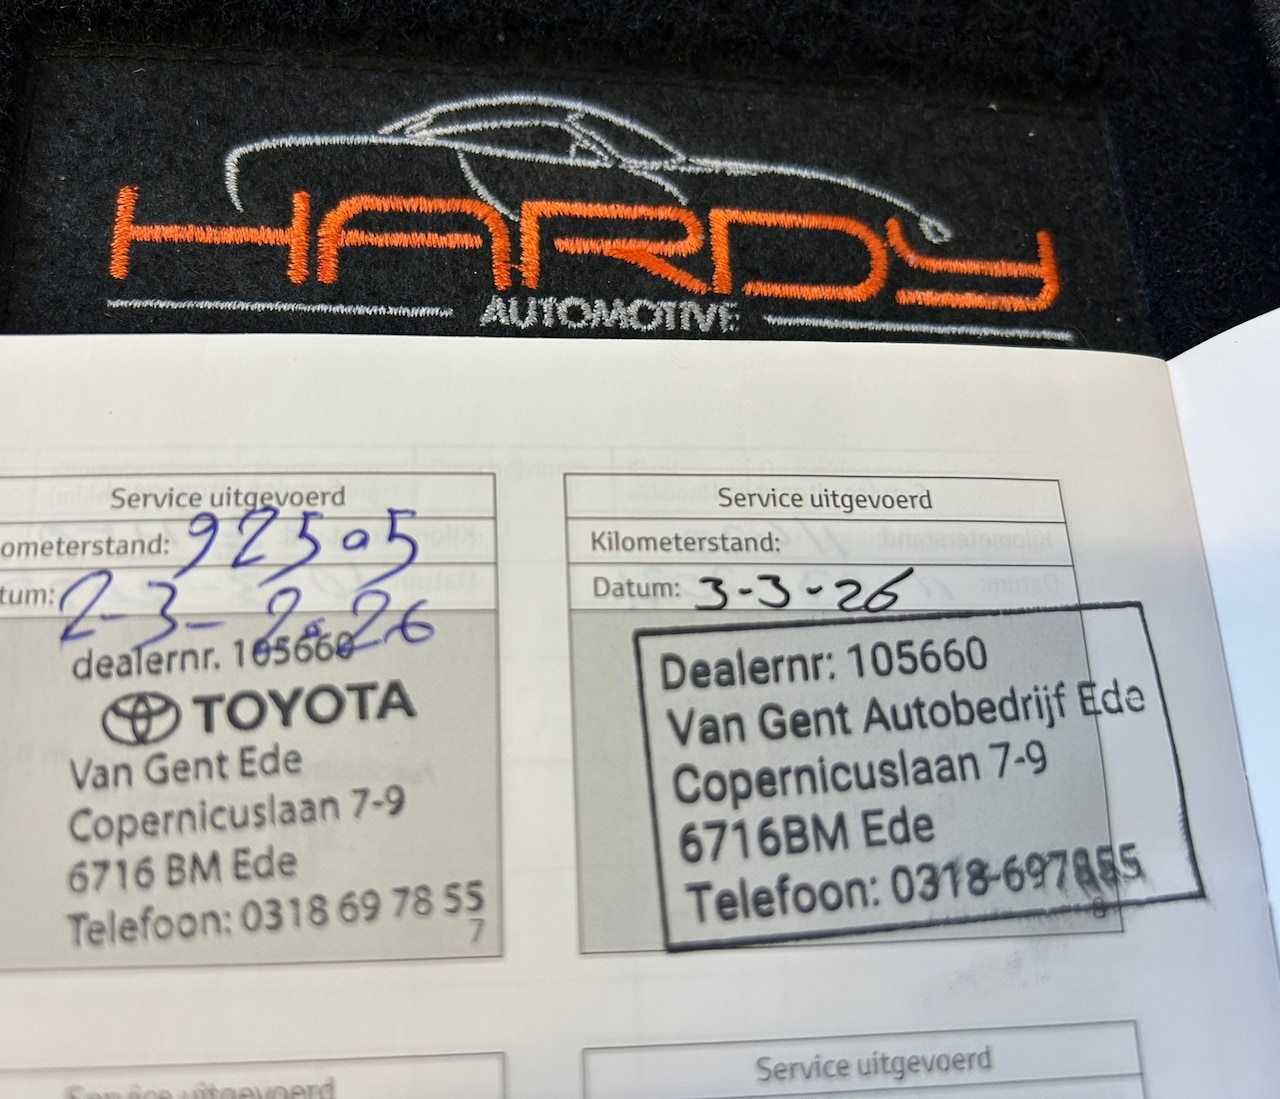 HARDY
AUTOMOTIVE
Service uitgevoerd
ometerstand: 92505
tum: 2-3-2026
dealernr. 105660
TOYOTA
Van Gent Ede
Copernicuslaan 7-9
6716 BM Ede
Telefoon: 0318 69 78 55
7
Service uitgevoerd
Kilometerstand:
Datum: 3-3-26
Dealernr: 105660
Van Gent Autobedrijf Ede
Copernicuslaan 7-9
6716BM Ede
Telefoon: 0318-697855
8
Service uitgevoerd
Service uitgevoerd